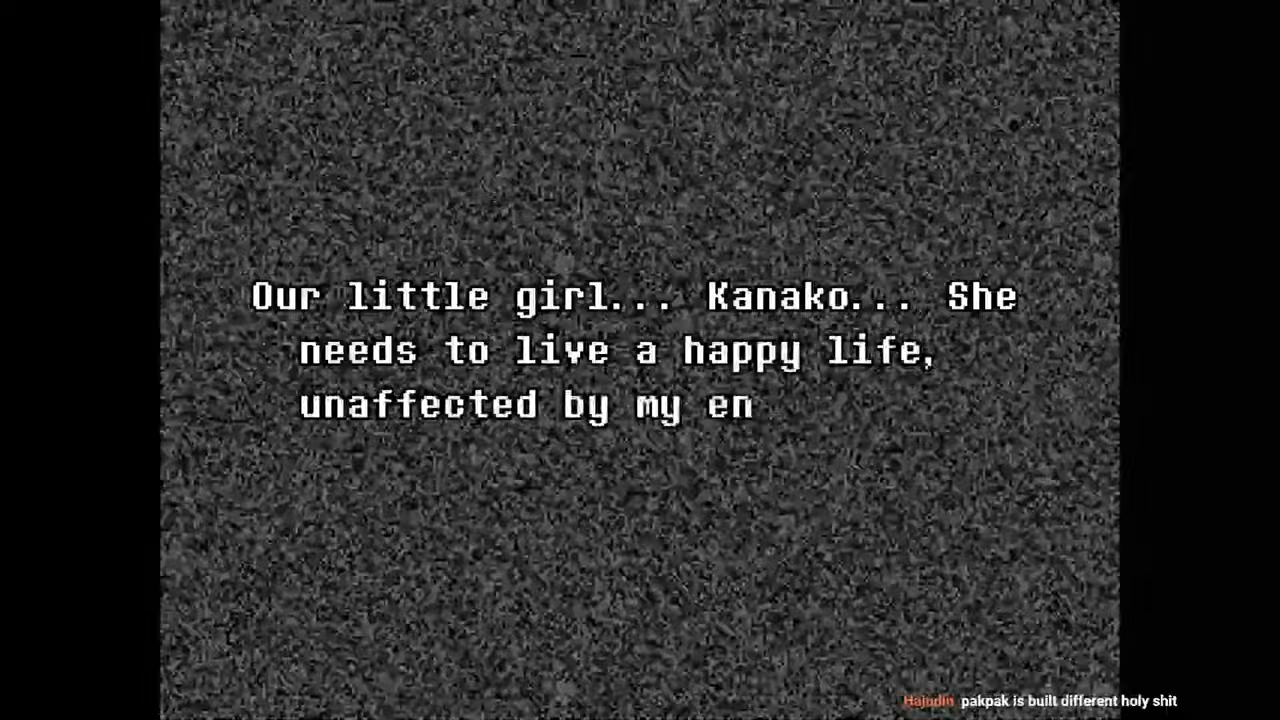 Our little girl... Kanako... She
needs to live a happy life,
unaffected by my en
Hajudin pakpak is built different holy shit